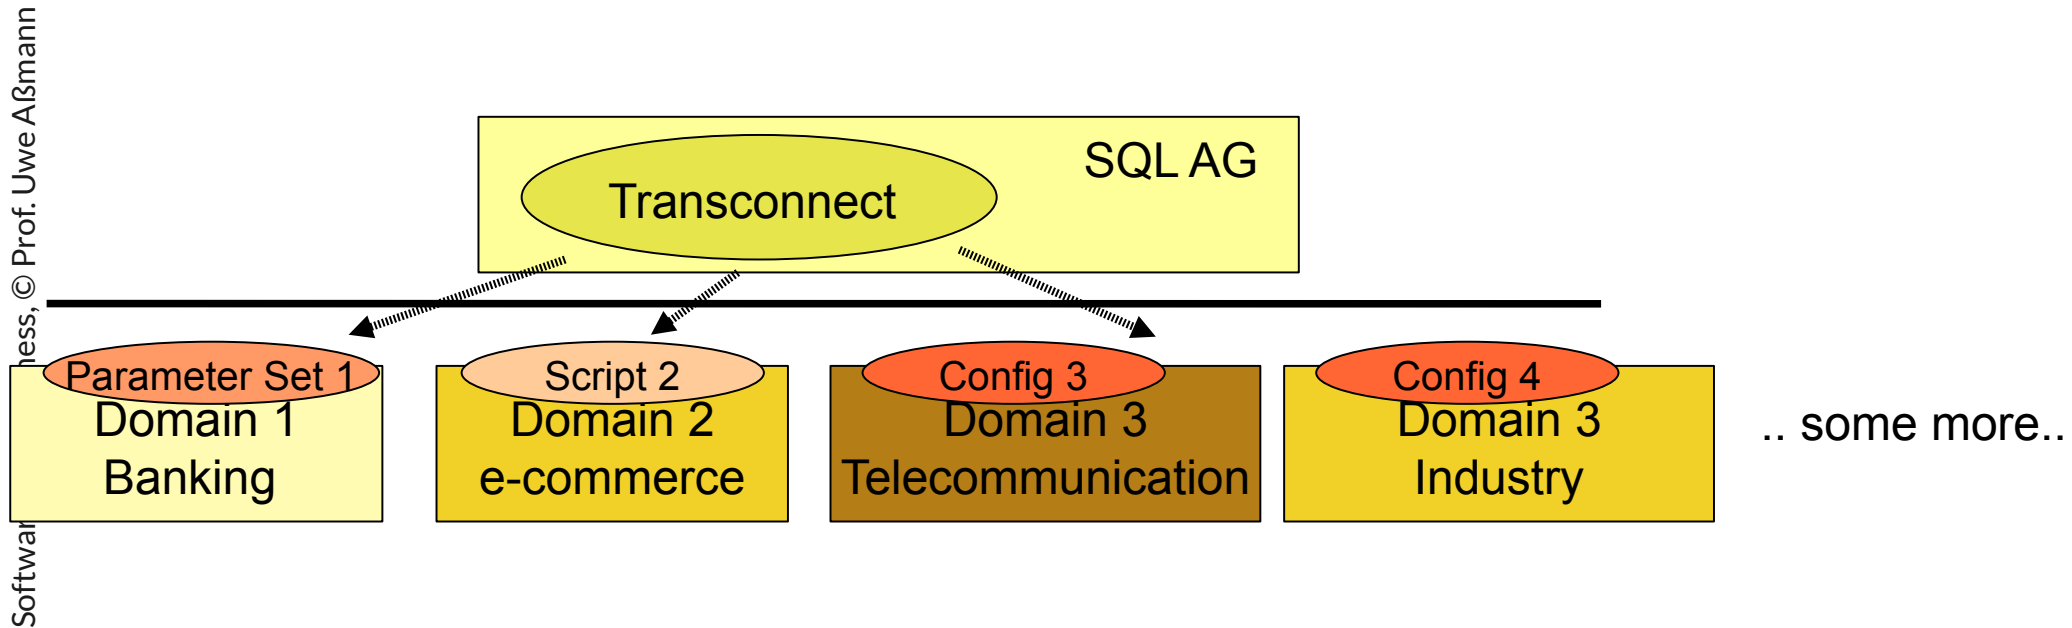 SQL AG
Transconnect
Parameter Set 1
Domain 1
Banking
Script 2
Domain 2
e-commerce
Config 3
Domain 3
Telecommunication
Config 4
Domain 3
Industry
.. some more..
ess, © Prof. Uwe Aßmann